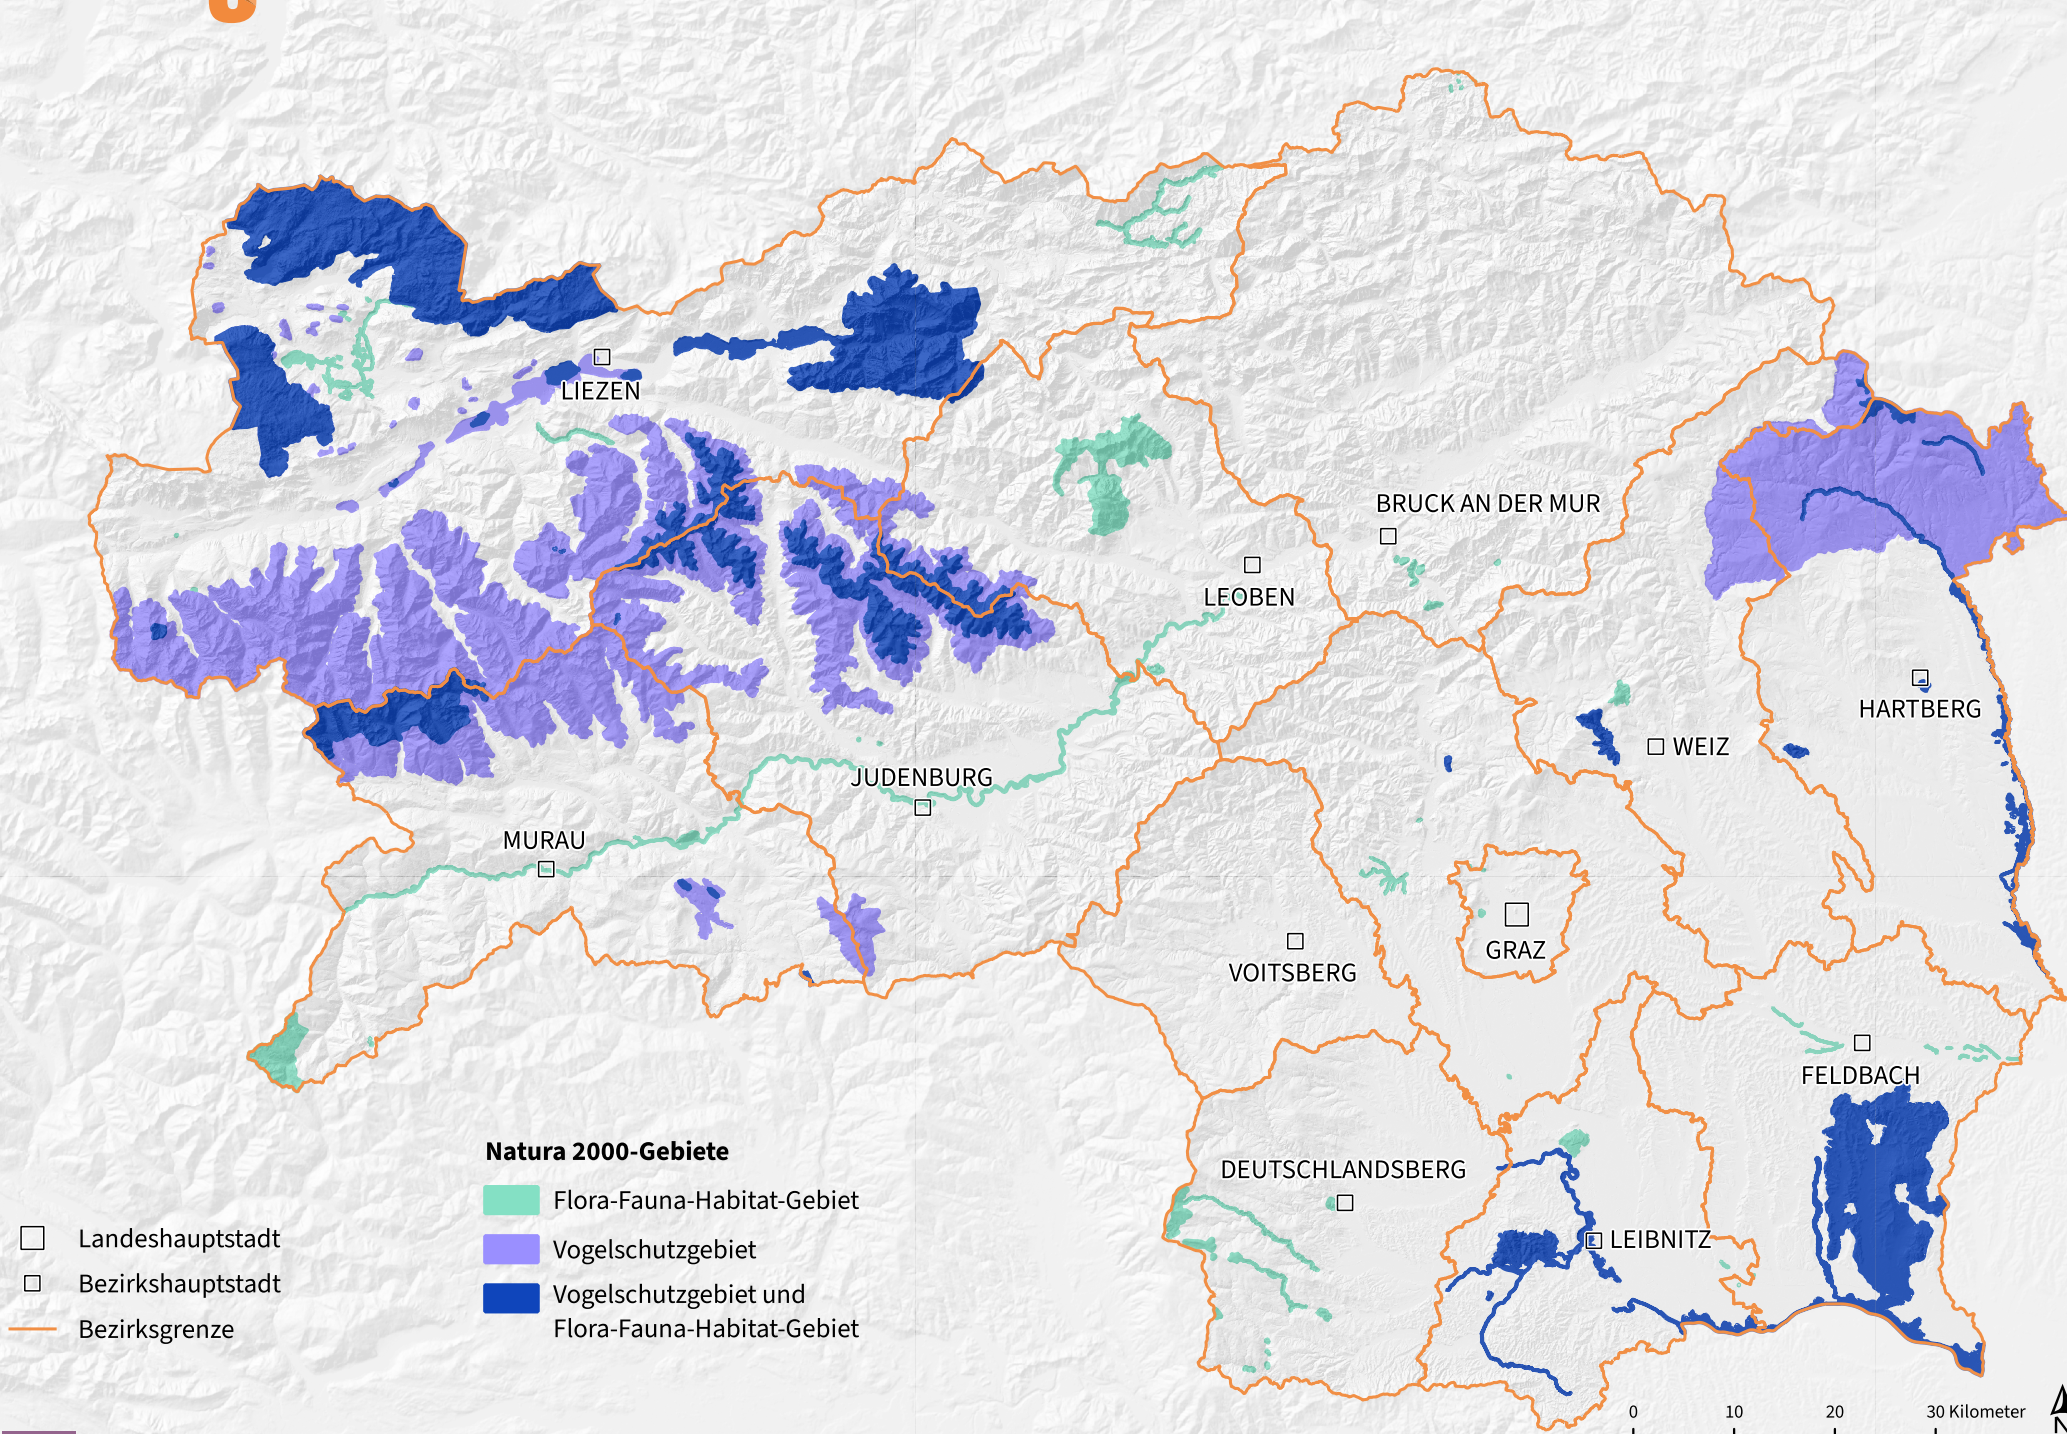 LIEZEN
BRUCK AN DER MUR
LEOBEN
HARTBERG
WEIZ
JUDENBURG
MURAU
GRAZ
VOITSBERG
FELDBACH
DEUTSCHLANDSBERG
LEIBNITZ
Natura 2000-Gebiete
Flora-Fauna-Habitat-Gebiet
Vogelschutzgebiet
Vogelschutzgebiet und
Flora-Fauna-Habitat-Gebiet
Landeshauptstadt
Bezirkshauptstadt
Bezirksgrenze
0 10 20 30 Kilometer